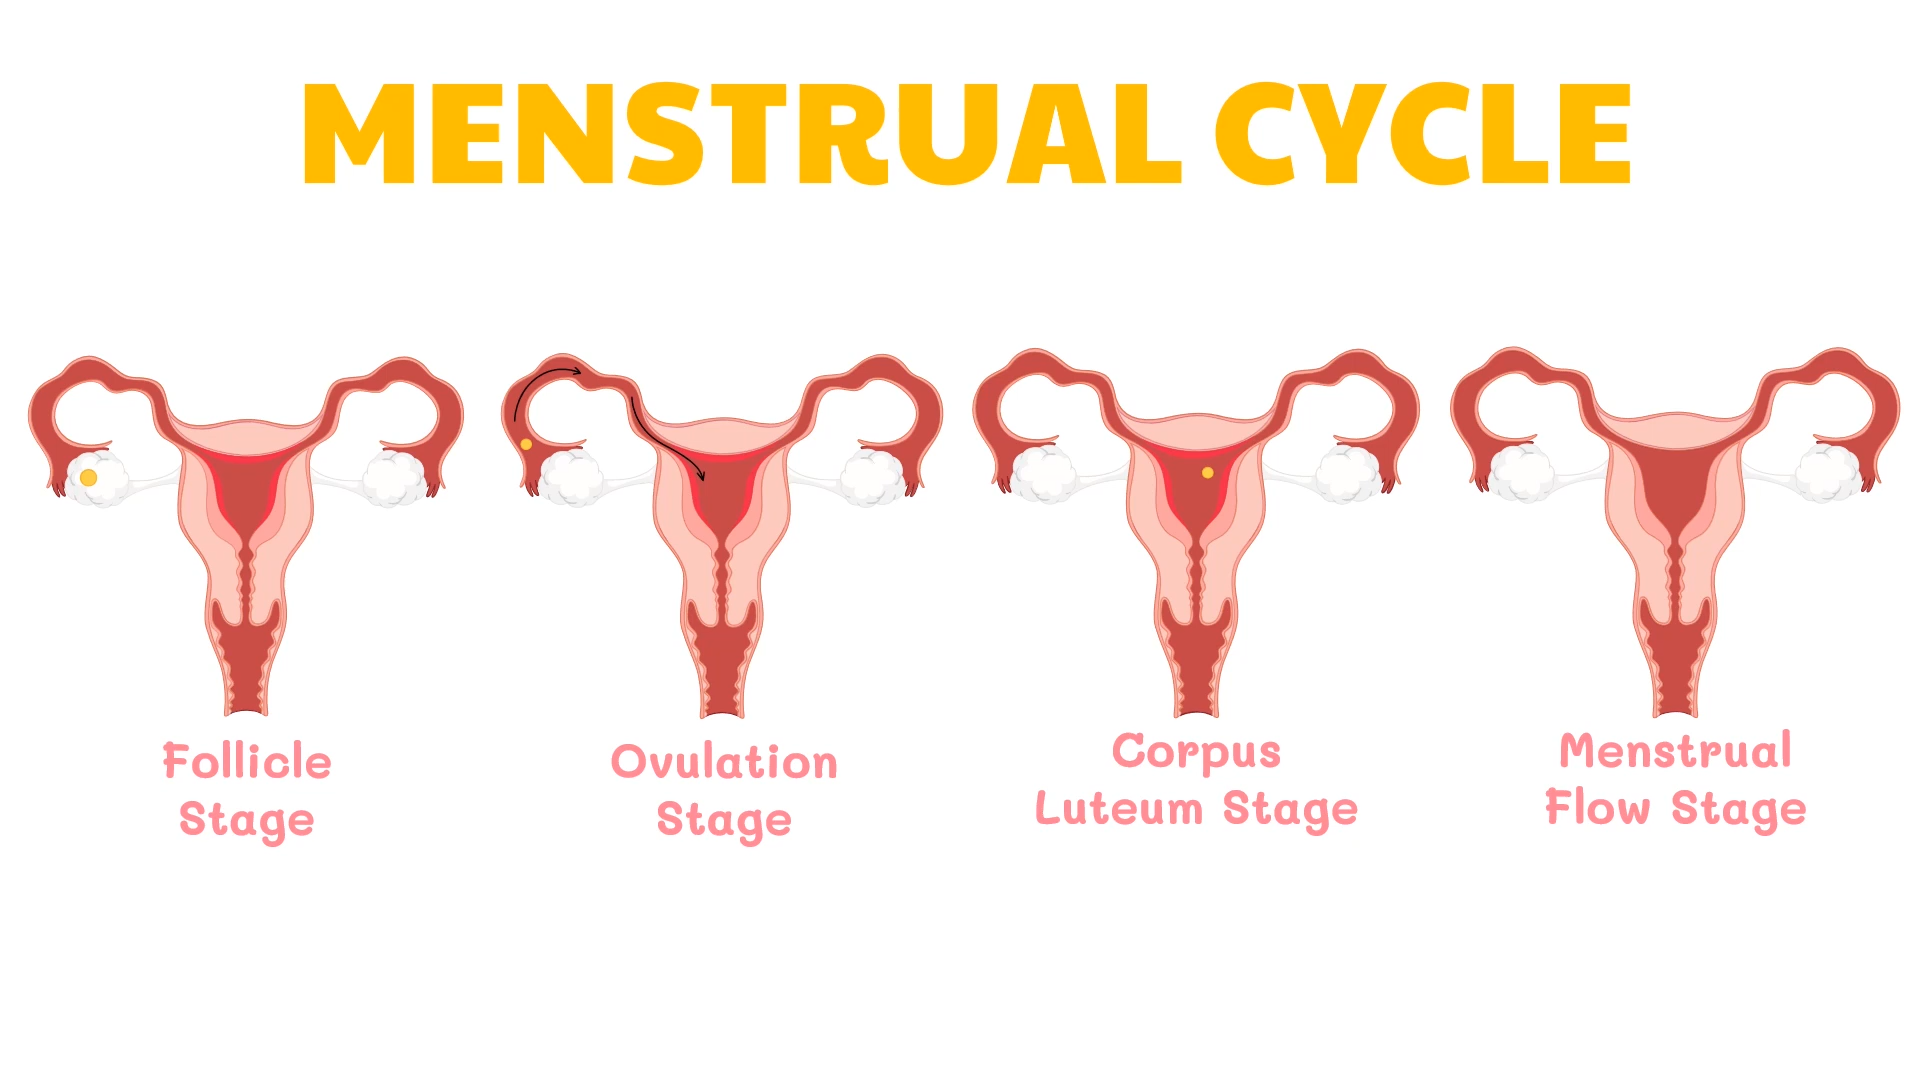 MENSTRUAL CYCLE
Follicle
Stage
Ovulation
Stage
Corpus
Luteum Stage
Menstrual
Flow Stage